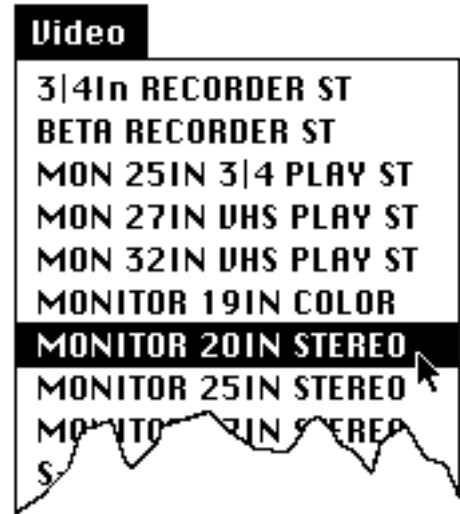 Video
3|4In RECORDER ST
BETA RECORDER ST
MON 25IN 3|4 PLAY ST
MON 27IN VHS PLAY ST
MON 32IN VHS PLAY ST
MONITOR 19IN COLOR
MONITOR 20IN STEREO
MONITOR 25IN STEREO